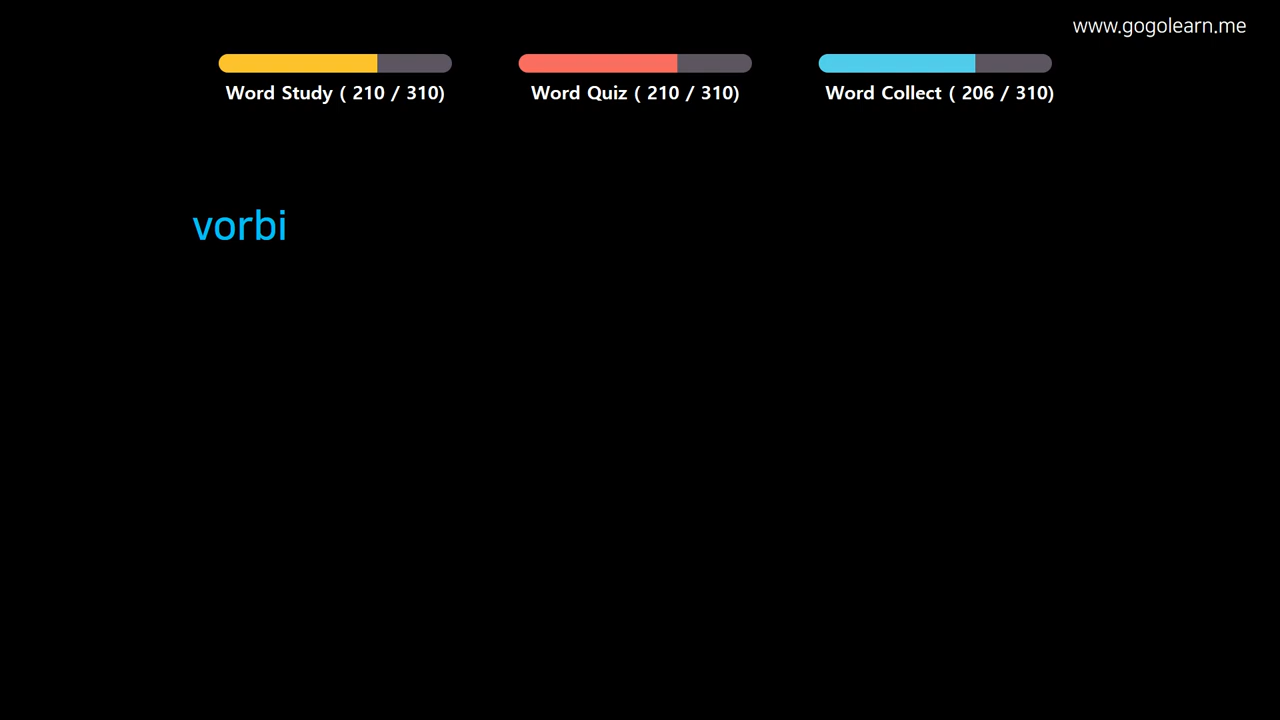 www.gogolearn.me
Word Study ( 210 / 310)
Word Quiz ( 210 / 310)
Word Collect ( 206 / 310)
vorbi